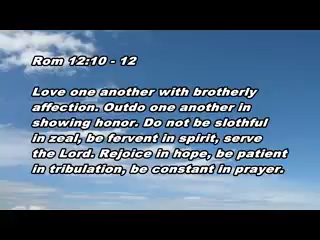 Rom 12:10 - 12
Love one another with brotherly
affection. Outdo one another in
showing honor. Do not be slothful
in zeal, be fervent in spirit, serve
the Lord. Rejoice in hope, be patient
in tribulation, be constant in prayer.